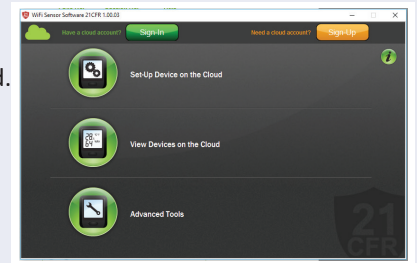 WiFi Sensor Software 21CFR 1.00.03
Have a cloud account? Sign-In Need a cloud account? Sign-Up
d.
i
Set-Up Device on the Cloud
View Devices on the Cloud
Advanced Tools
21
CFR